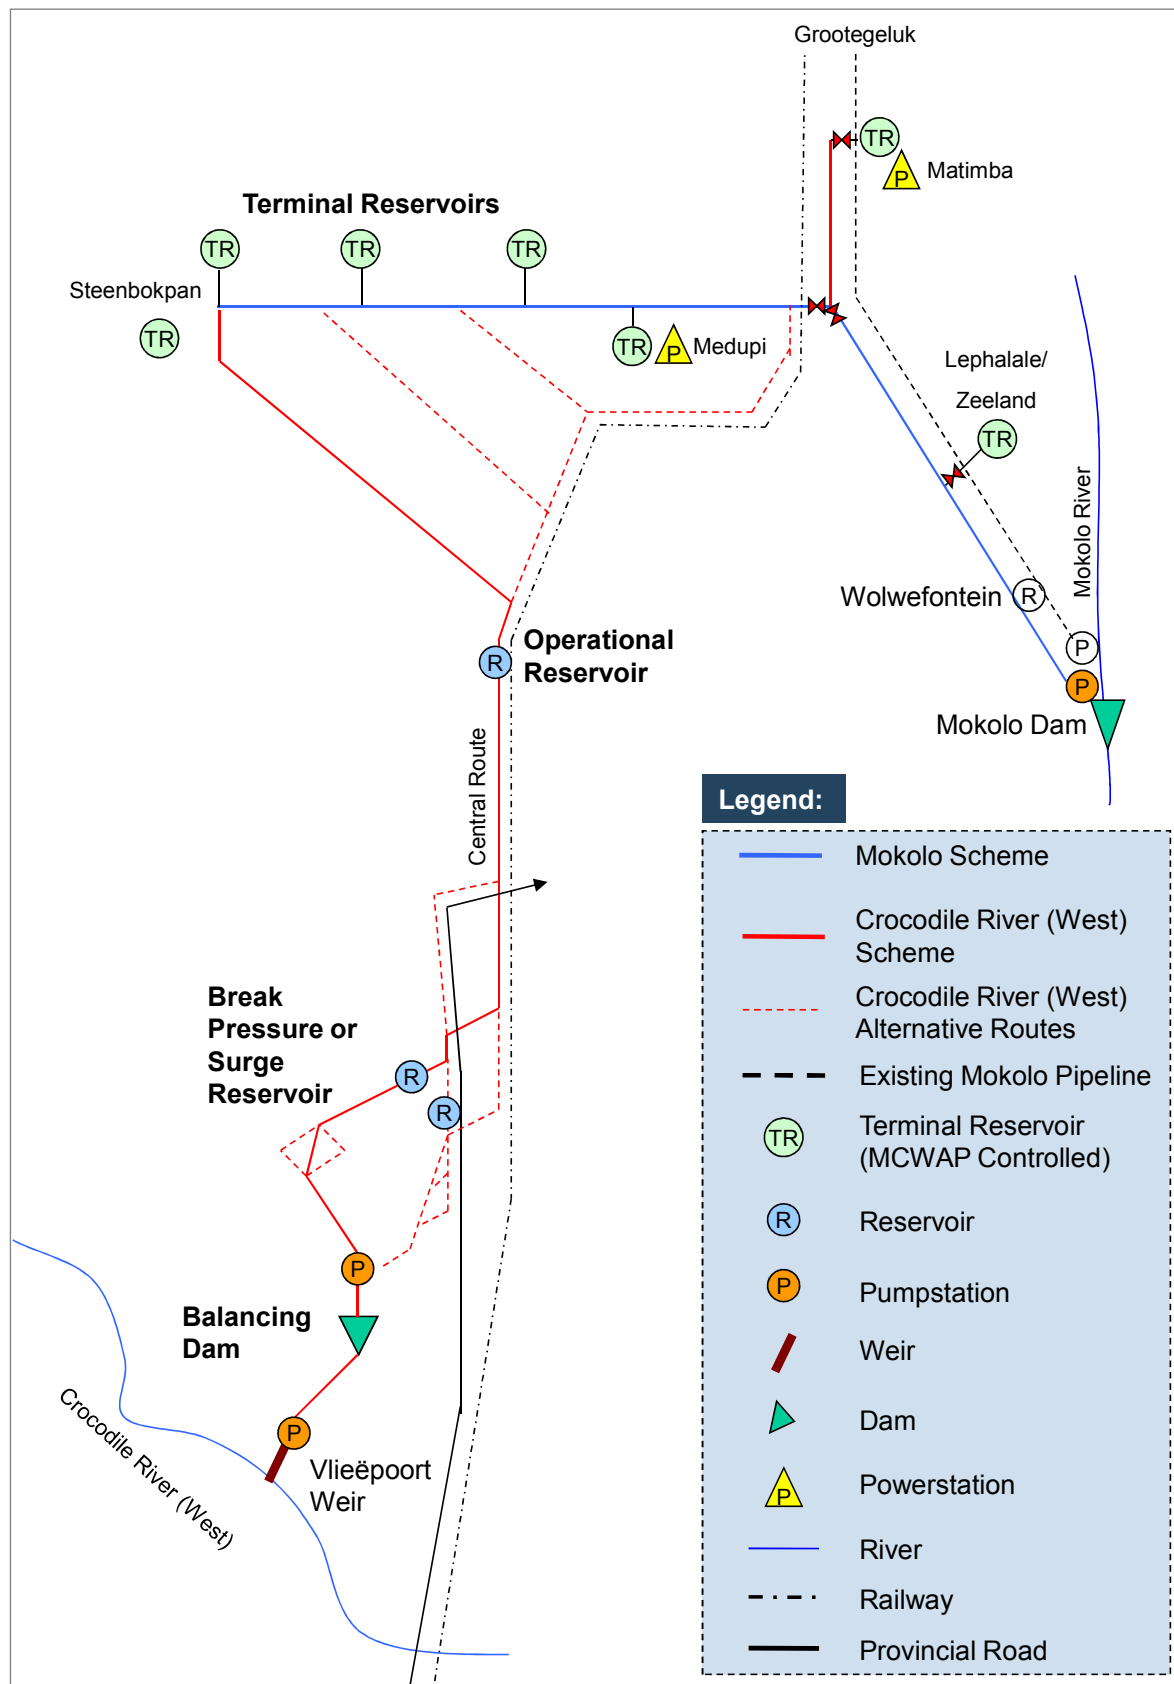 Grootegeluk
TR
P
Matimba
Terminal Reservoirs
TR
TR
TR
Steenbokpan
TR
TR
P
Medupi
Lephalale/
Zeeland
TR
Mokolo River
Wolwefontein
R
P
P
Mokolo Dam
Operational
Reservoir
R
Central Route
Break
Pressure or
Surge
Reservoir
R
R
P
Balancing
Dam
P
Vlieëpoort
Weir
Crocodile River (West)
Legend:
Mokolo Scheme
Crocodile River (West)
Scheme
Crocodile River (West)
Alternative Routes
Existing Mokolo Pipeline
TR
Terminal Reservoir
(MCWAP Controlled)
R
Reservoir
P
Pumpstation
Weir
Dam
P
Powerstation
River
Railway
Provincial Road